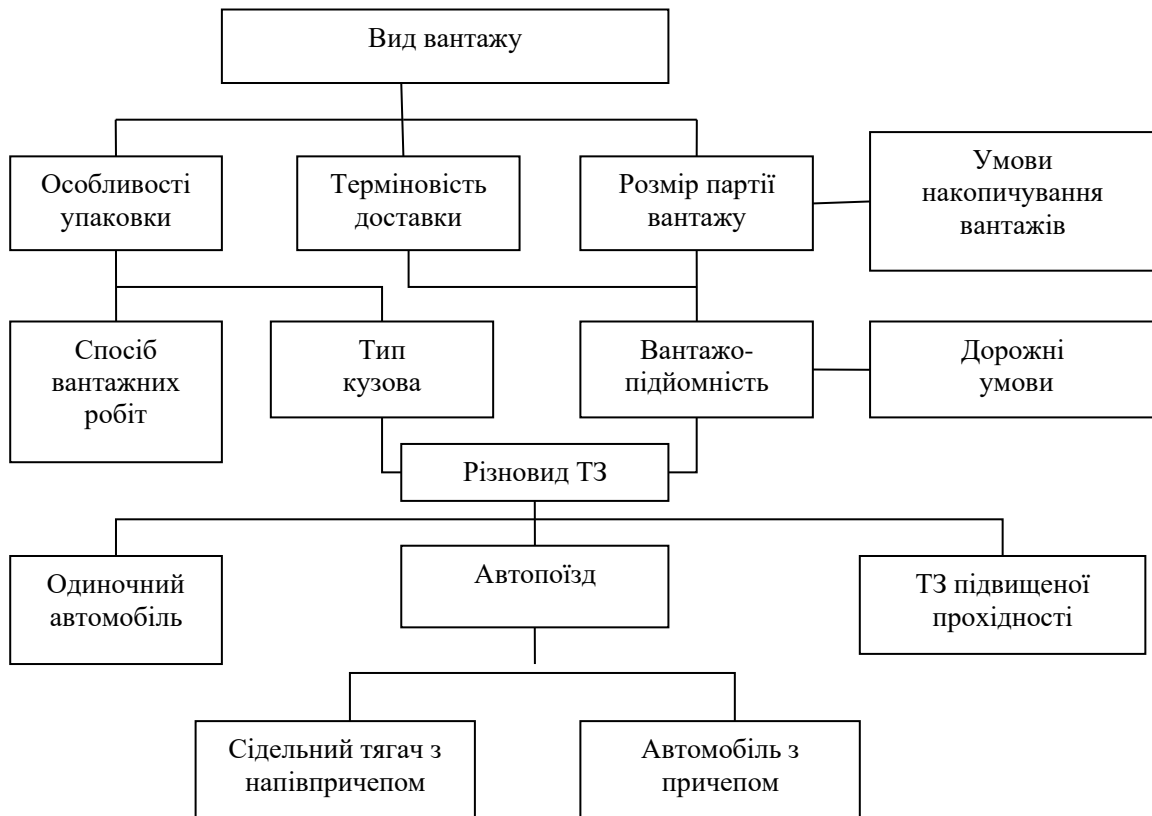 Вид вантажу
Особливості
упаковки
Терміновість
доставки
Розмір партії
вантажу
Умови
накопичування
вантажів
Спосіб
вантажних
робіт
Тип
кузова
Вантажо-
підйомність
Дорожні
умови
Різновид ТЗ
Одиночний
автомобіль
Автопоїзд
ТЗ підвищеної
прохідності
Сідельний тягач з
напівпричепом
Автомобіль з
причепом